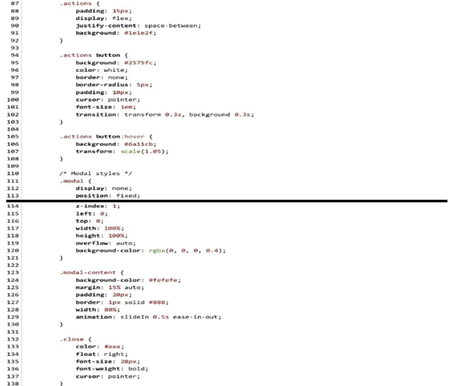 87 .actions {
88 padding: 15px;
89 display: flex;
90 justify-content: space-between;
91 background: #1e1e2f;
92 }
93
94 .actions button {
95 background: #2575fc;
96 color: white;
97 border: none;
98 border-radius: 5px;
99 padding: 10px;
100 cursor: pointer;
101 font-size: 1em;
102 transition: transform 0.3s, background 0.3s;
103 }
104
105 .actions button:hover {
106 background: #6a11cb;
107 transform: scale(1.05);
108 }
109
110 /* Modal styles */
111 .modal {
112 display: none;
113 position: fixed;
114 z-index: 1;
115 left: 0;
116 top: 0;
117 width: 100%;
118 height: 100%;
119 overflow: auto;
120 background-color: rgba(0, 0, 0, 0.4);
121 }
122
123 .modal-content {
124 background-color: #fefefe;
125 margin: 15% auto;
126 padding: 20px;
127 border: 1px solid #888;
128 width: 80%;
129 animation: slideIn 0.5s ease-in-out;
130 }
131
132 .close {
133 color: #aaa;
134 float: right;
135 font-size: 28px;
136 font-weight: bold;
137 cursor: pointer;
138 }